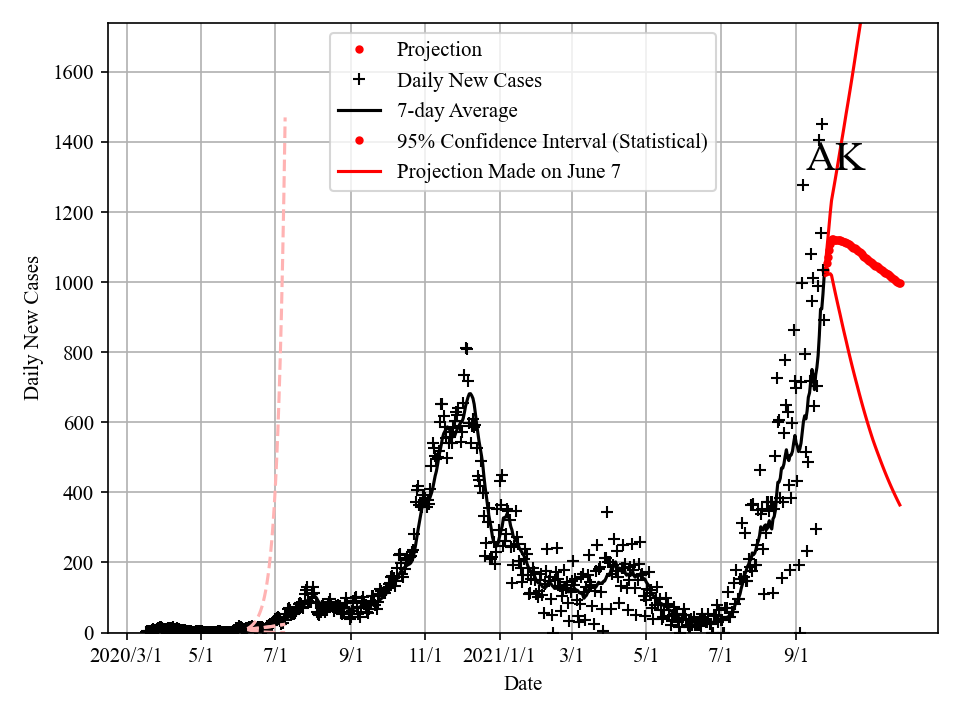 Projection
Daily New Cases
7-day Average
95% Confidence Interval (Statistical)
Projection Made on June 7
AK
Daily New Cases
1600
1400
1200
1000
800
600
400
200
0
2020/3/1 5/1 7/1 9/1 11/1 2021/1/1 3/1 5/1 7/1 9/1
Date